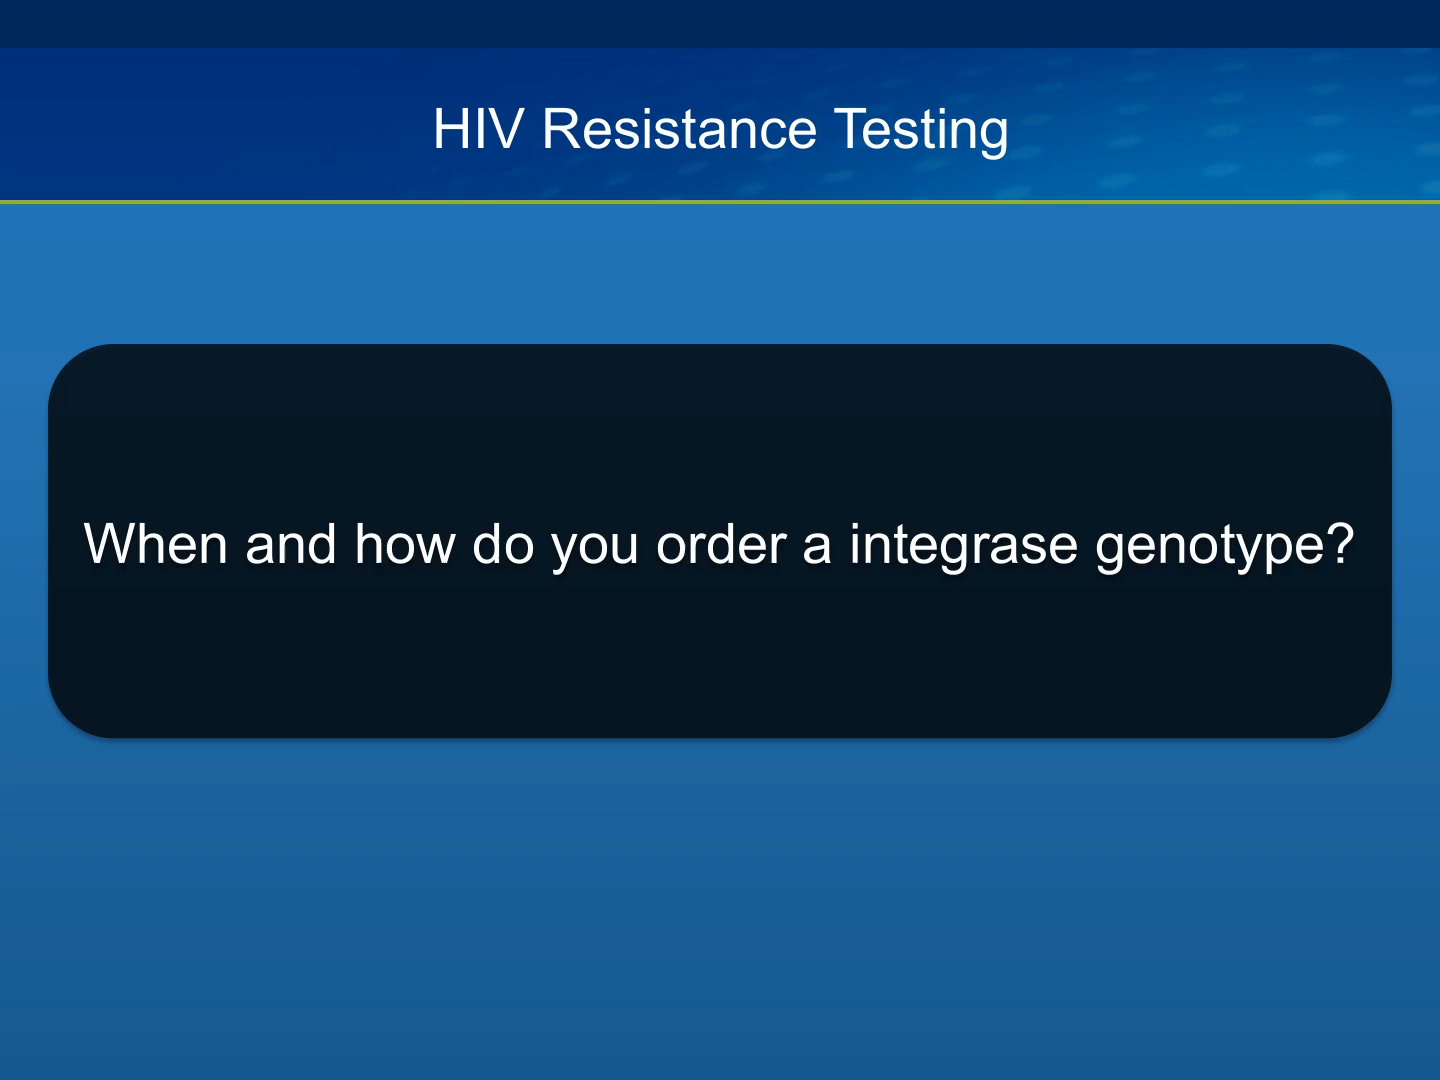 HIV Resistance Testing
When and how do you order a integrase genotype?